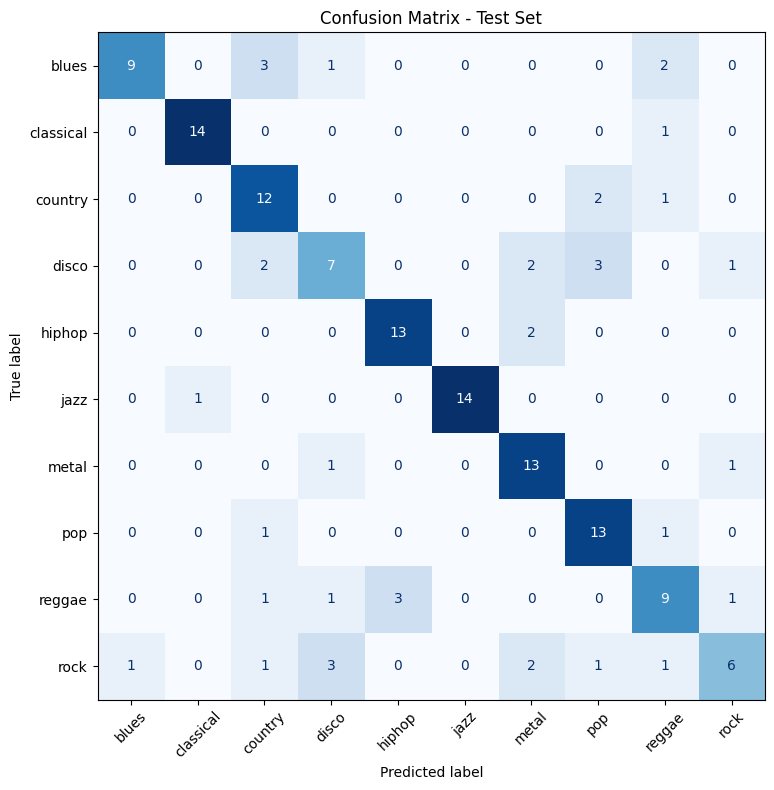 Confusion Matrix - Test Set
True label
blues 9 0 3 1 0 0 0 0 2 0
classical 0 14 0 0 0 0 0 0 1 0
country 0 0 12 0 0 0 0 2 1 0
disco 0 0 2 7 0 0 2 3 0 1
hiphop 0 0 0 0 13 0 2 0 0 0
jazz 0 1 0 0 0 14 0 0 0 0
metal 0 0 0 1 0 0 13 0 0 1
pop 0 0 1 0 0 0 0 13 1 0
reggae 0 0 1 1 3 0 0 0 9 1
rock 1 0 1 3 0 0 2 1 1 6
blues classical country disco hiphop jazz metal pop reggae rock
Predicted label